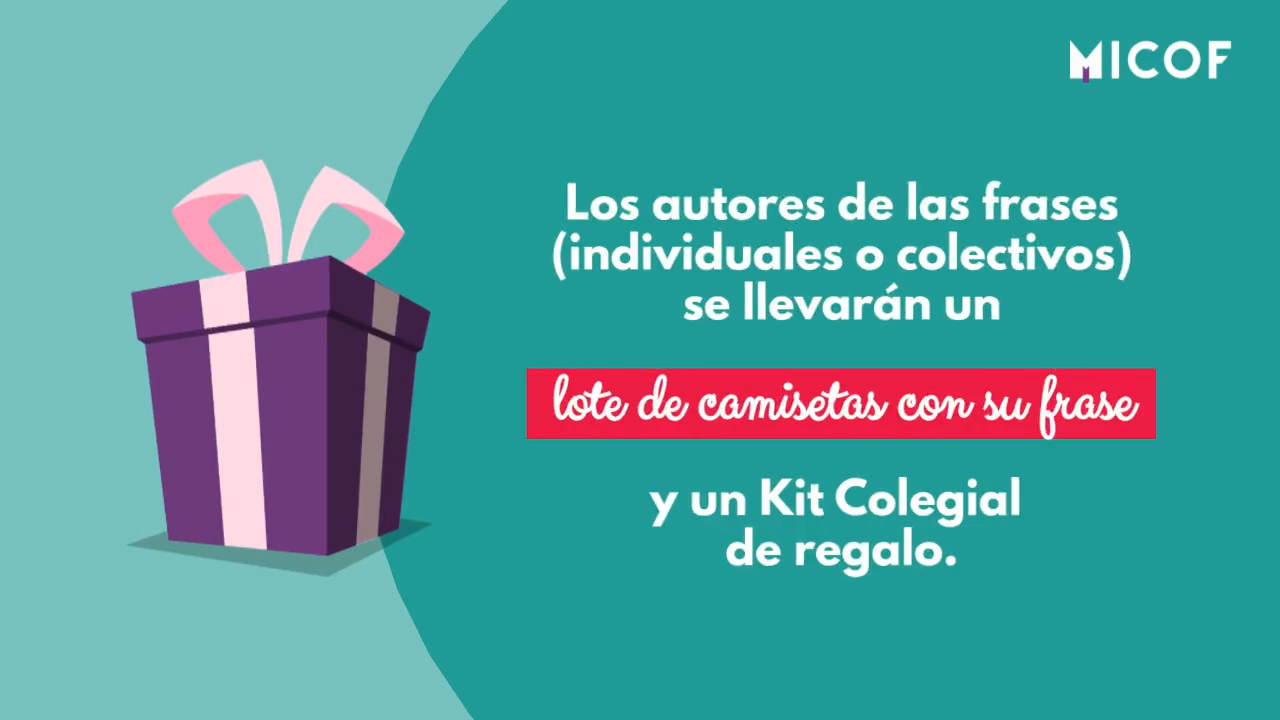 MICOF
Los autores de las frases
(individuales o colectivos)
se llevarán un
lote de camisetas con su frase
y un Kit Colegial
de regalo.